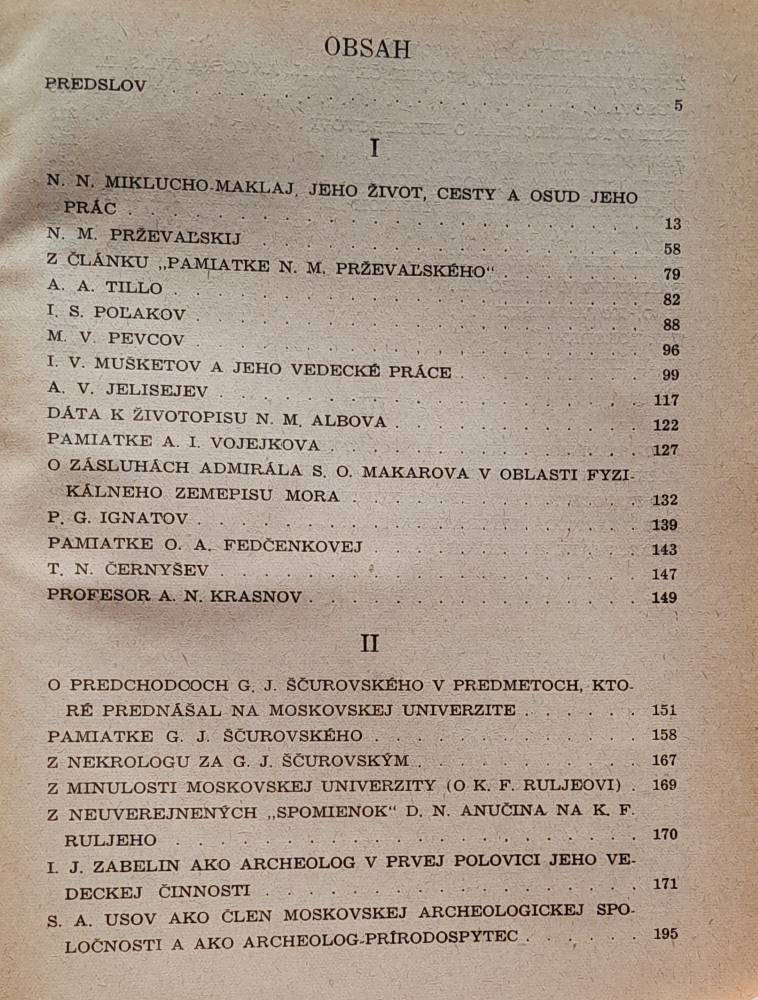 OBSAH
PREDSLOV . . . . . . . . . . . . . . . . . . 5
I
N. N. MIKLUCHO-MAKLAJ, JEHO ŽIVOT, CESTY A OSUD JEHO
PRÁC . . . . . . . . . . . . . . . . . . 13
N. M. PRŽEVAĽSKIJ . . . . . . . . . . . . . . 58
Z ČLÁNKU „PAMIATKE N. M. PRŽEVAĽSKÉHO“ . . . . . 79
A. A. TILLO . . . . . . . . . . . . . . . . 82
I. S. POĽAKOV . . . . . . . . . . . . . . . 88
M. V. PEVCOV . . . . . . . . . . . . . . . 96
I. V. MUŠKETOV A JEHO VEDECKÉ PRÁCE . . . . . . . 99
A. V. JELISEJEV . . . . . . . . . . . . . . . 117
DÁTA K ŽIVOTOPISU N. M. ALBOVA . . . . . . . . . 122
PAMIATKE A. I. VOJEJKOVA . . . . . . . . . . . 127
O ZÁSLUHÁCH ADMIRÁLA S. O. MAKAROVA V OBLASTI FYZI-
KÁLNEHO ZEMEPISU MORA . . . . . . . . . . 132
P. G. IGNATOV . . . . . . . . . . . . . . . 139
PAMIATKE O. A. FEDČENKOVEJ . . . . . . . . . . 143
T. N. ČERNYŠEV . . . . . . . . . . . . . . . 147
PROFESOR A. N. KRASNOV . . . . . . . . . . . . 149
II
O PREDCHODCOCH G. J. ŠČUROVSKÉHO V PREDMETOCH, KTO-
RÉ PREDNÁŠAL NA MOSKOVSKEJ UNIVERZITE . . . . . . 151
PAMIATKE G. J. ŠČUROVSKÉHO . . . . . . . . . . 158
Z NEKROLOGU ZA G. J. ŠČUROVSKÝM . . . . . . . . 167
Z MINULOSTI MOSKOVSKEJ UNIVERZITY (O K. F. RULJEOVI) . 169
Z NEUVEREJNENÝCH „SPOMIENOK“ D. N. ANUČINA NA K. F.
RULJEHO . . . . . . . . . . . . . . . . 170
I. J. ZABELIN AKO ARCHEOLOG V PRVEJ POLOVICI JEHO VE-
DECKEJ ČINNOSTI . . . . . . . . . . . . . 171
S. A. USOV AKO ČLEN MOSKOVSKEJ ARCHEOLOGICKEJ SPO-
LOČNOSTI A AKO ARCHEOLOG-PRÍRODOSPYTEC . . . . . . 195